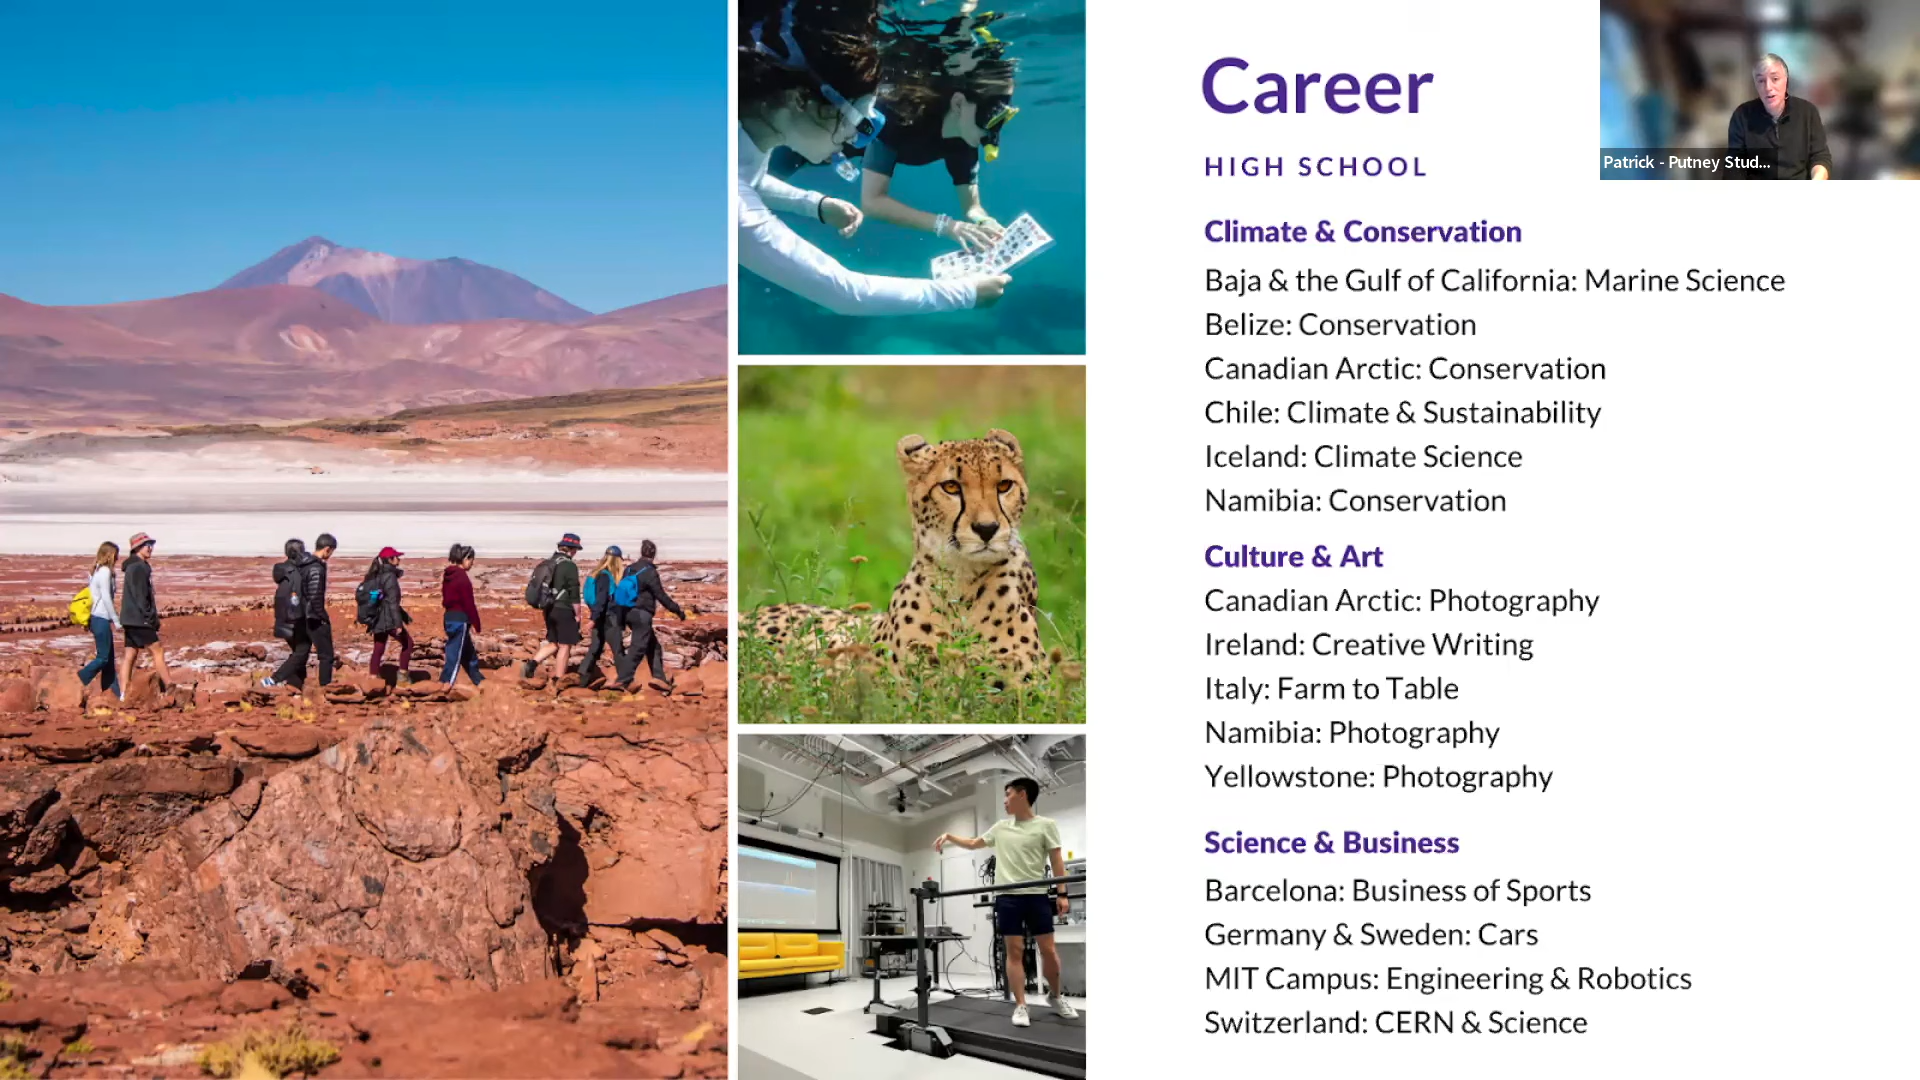 Career
HIGH SCHOOL
Climate & Conservation
Baja & the Gulf of California: Marine Science
Belize: Conservation
Canadian Arctic: Conservation
Chile: Climate & Sustainability
Iceland: Climate Science
Namibia: Conservation
Culture & Art
Canadian Arctic: Photography
Ireland: Creative Writing
Italy: Farm to Table
Namibia: Photography
Yellowstone: Photography
Science & Business
Barcelona: Business of Sports
Germany & Sweden: Cars
MIT Campus: Engineering & Robotics
Switzerland: CERN & Science
Patrick - Putney Stud...